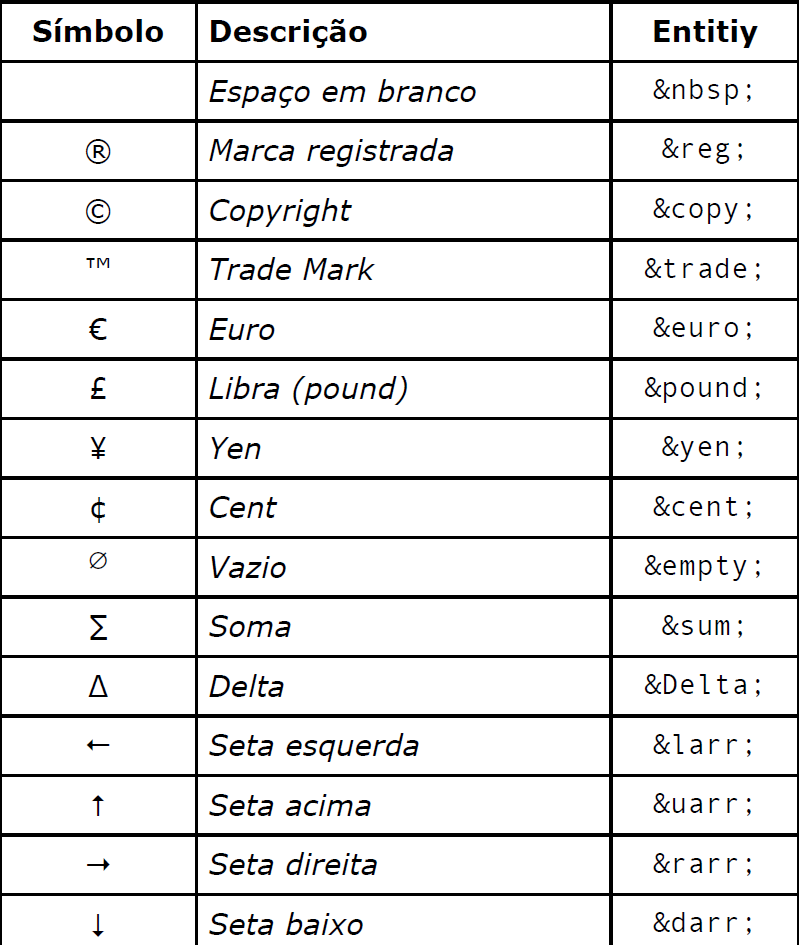 Símbolo Descrição Entitiy
Espaço em branco &nbsp;
® Marca registrada &reg;
© Copyright &copy;
™ Trade Mark &trade;
€ Euro &euro;
£ Libra (pound) &pound;
¥ Yen &yen;
¢ Cent &cent;
∅ Vazio &empty;
∑ Soma &sum;
Δ Delta &Delta;
← Seta esquerda &larr;
↑ Seta acima &uarr;
→ Seta direita &rarr;
↓ Seta baixo &darr;